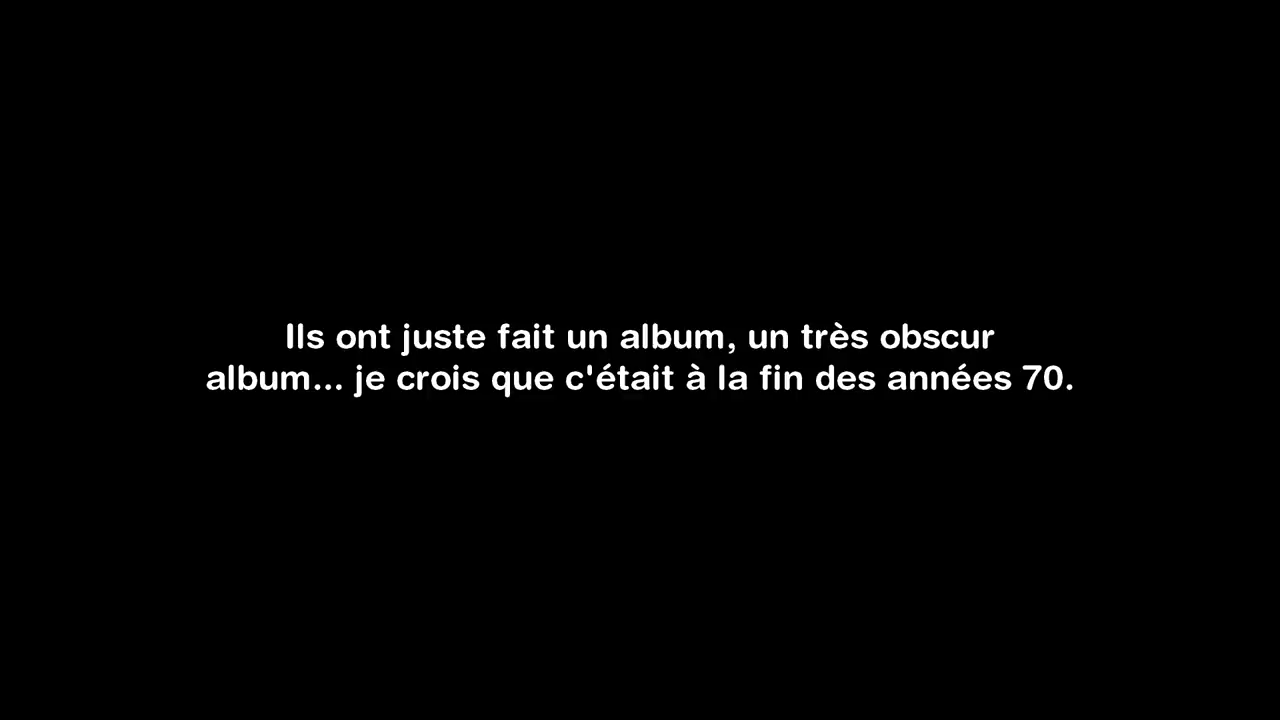 Ils ont juste fait un album, un très obscur
album... je crois que c'était à la fin des années 70.